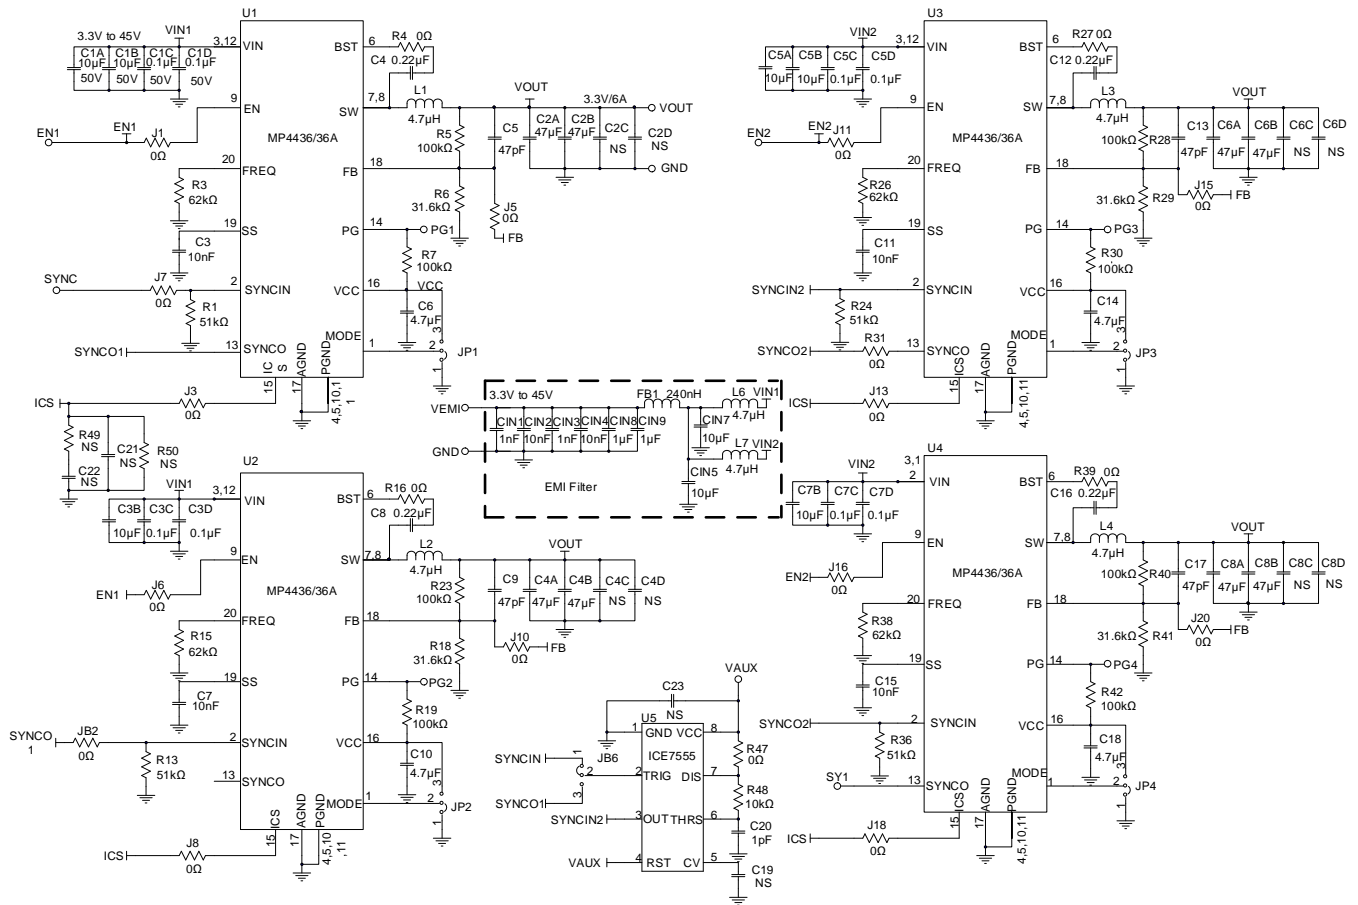 U1
3.3V to 45V
VIN1
C1A
10µF
50V
C1B
10µF
50V
C1C
0.1µF
50V
C1D
0.1µF
50V
3,12
VIN
9
EN
EN1
EN1
J1
0Ω
MP4436/36A
20
FREQ
R3
62kΩ
19
SS
C3
10nF
SYNC
J7
0Ω
2
SYNCIN
R1
51kΩ
SYNCO1
13
SYNCO
IC
S
15
AGND
17
PGND
4,5,10,1
1
MODE
1
BST
6
R4 0Ω
C4
0.22µF
SW
7,8
L1
4.7µH
R5
100kΩ
FB
18
R6
31.6kΩ
C5
47pF
VOUT
C2A
47µF
C2B
47µF
C2C
NS
C2D
NS
3.3V/6A
VOUT
GND
J5
0Ω
FB
PG
14
PG1
R7
100kΩ
VCC
16
VCC
C6
4.7µF
3
2
1
JP1
ICS
J3
0Ω
R49
NS
C22
NS
C21
NS
R50
NS
U3
VIN2
C5A
10µF
C5B
10µF
C5C
0.1µF
C5D
0.1µF
3,12
VIN
9
EN
EN2
EN2
J11
0Ω
MP4436/36A
20
FREQ
R26
62kΩ
19
SS
C11
10nF
SYNCIN2
2
SYNCIN
R24
51kΩ
SYNCO2
R31
0Ω
13
SYNCO
ICS
15
AGND
17
PGND
4,5,10,11
MODE
1
BST
6
R27 0Ω
C12
0.22µF
SW
7,8
L3
4.7µH
100kΩ
R28
FB
18
31.6kΩ
R29
C13
47pF
VOUT
C6A
47µF
C6B
47µF
C6C
NS
C6D
NS
J15
0Ω
FB
PG
14
PG3
R30
100kΩ
VCC
16
C14
4.7µF
3
2
1
JP3
ICS
J13
0Ω
VEMI
GND
3.3V to 45V
CIN1
1nF
CIN2
10nF
CIN3
1nF
CIN4
10nF
CIN8
1µF
CIN9
1µF
FB1 240nH
CIN7
10µF
L6
4.7µH
VIN1
L7
4.7µH
VIN2
CIN5
10µF
EMI Filter
U2
VIN1
C3B
10µF
C3C
0.1µF
C3D
0.1µF
3,12
VIN
9
EN
EN1
J6
0Ω
MP4436/36A
20
FREQ
R15
62kΩ
19
SS
C7
10nF
SYNCO
1
JB2
0Ω
2
SYNCIN
R13
51kΩ
13
SYNCO
ICS
15
AGND
17
PGND
4,5,10
,11
MODE
1
BST
6
R16 0Ω
C8
0.22µF
SW
7,8
L2
4.7µH
R23
100kΩ
FB
18
R18
31.6kΩ
C9
47pF
VOUT
C4A
47µF
C4B
47µF
C4C
NS
C4D
NS
J10
0Ω
FB
PG
14
PG2
R19
100kΩ
VCC
16
C10
4.7µF
3
2
1
JP2
ICS
J8
0Ω
VAUX
C23
NS
U5
1
GND
VCC
8
ICE7555
R47
0Ω
SYNCIN
SYNCO1
1
2
3
JB6
2
TRIG
DIS
7
R48
10kΩ
SYNCIN2
3
OUT
THRS
6
C20
1pF
VAUX
4
RST
CV
5
C19
NS
U4
VIN2
C7B
10µF
C7C
0.1µF
C7D
0.1µF
3,1
2
VIN
9
EN
EN2
J16
0Ω
MP4436/36A
20
FREQ
R38
62kΩ
19
SS
C15
10nF
SYNCO2
2
SYNCIN
R36
51kΩ
SY1
13
SYNCO
ICS
15
AGND
17
PGND
4,5,10,11
MODE
1
BST
6
R39 0Ω
C16
0.22µF
SW
7,8
L4
4.7µH
100kΩ
R40
FB
18
31.6kΩ
R41
C17
47pF
VOUT
C8A
47µF
C8B
47µF
C8C
NS
C8D
NS
J20
0Ω
FB
PG
14
PG4
R42
100kΩ
VCC
16
C18
4.7µF
3
2
1
JP4
ICS
J18
0Ω